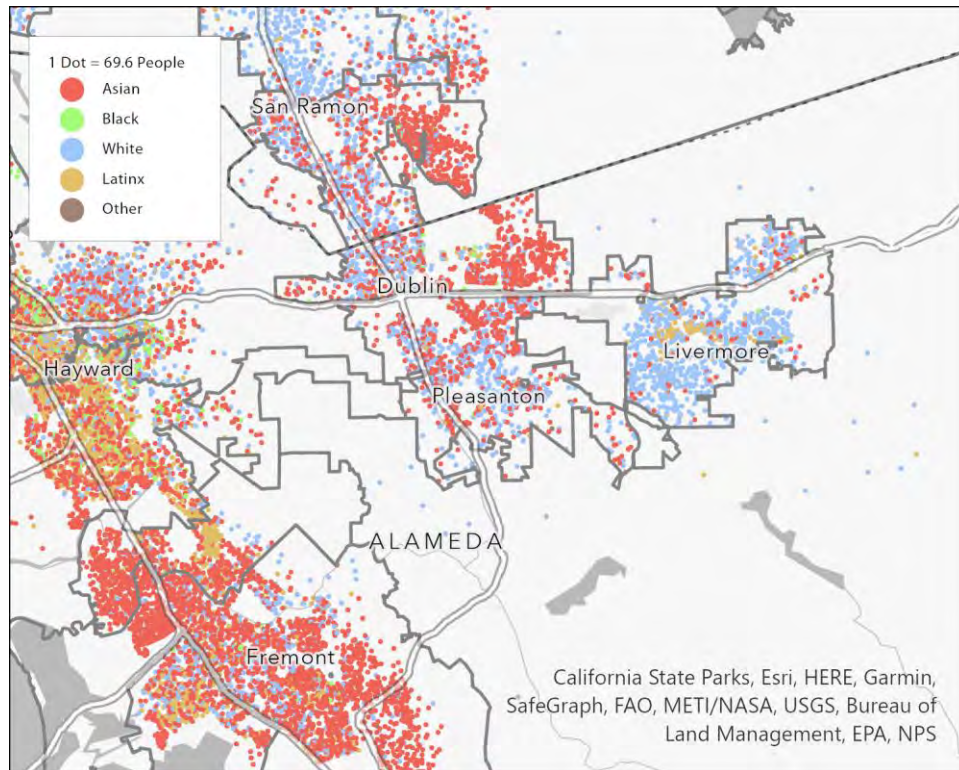 1 Dot = 69.6 People
Asian
Black
White
Latinx
Other
San Ramon
Dublin
Hayward
Livermore
Pleasanton
ALAMEDA
Fremont
California State Parks, Esri, HERE, Garmin,
SafeGraph, FAO, METI/NASA, USGS, Bureau of
Land Management, EPA, NPS